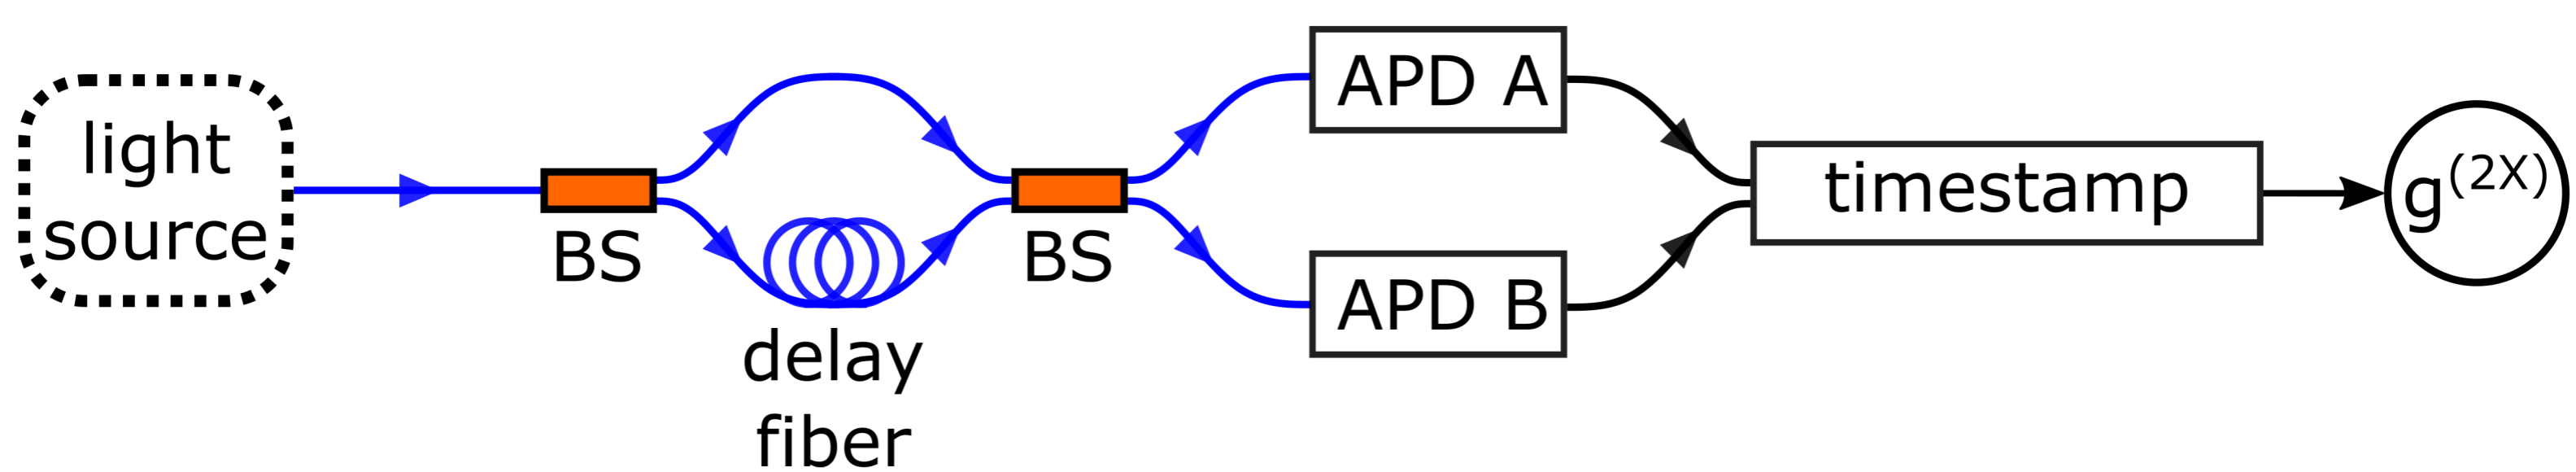 light
source
BS
delay
fiber
BS
APD A
APD B
timestamp
g(2X)